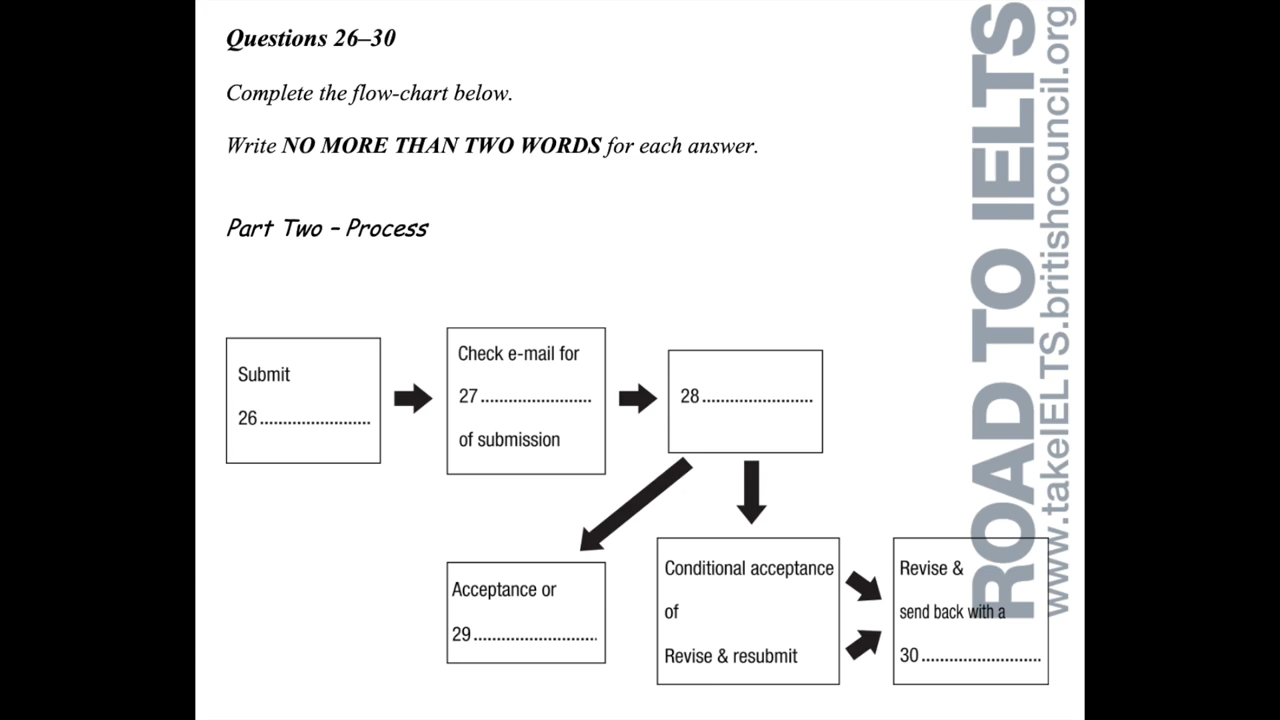 Questions 26–30
Complete the flow-chart below.
Write NO MORE THAN TWO WORDS for each answer.
Part Two – Process
Submit
26........................
Check e-mail for
27........................
of submission
28........................
Acceptance or
29...........................
Conditional acceptance
of
Revise & resubmit
Revise &
send back with a
30..........................
ROAD TO IELTS
www.takeIELTS.britishcouncil.org